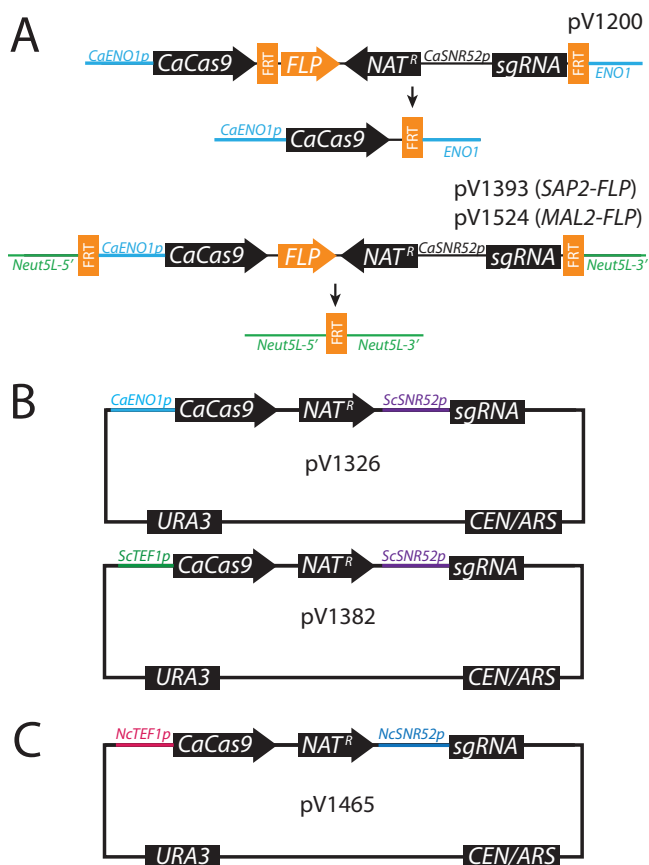 A
pV1200
CaENO1p CaCas9 FRT FLP NATR CaSNR52p sgRNA FRT ENO1
CaENO1p CaCas9 FRT ENO1
pV1393 (SAP2-FLP)
pV1524 (MAL2-FLP)
Neut5L-5' FRT CaENO1p CaCas9 FLP NATR CaSNR52p sgRNA FRT Neut5L-3'
Neut5L-5' FRT Neut5L-3'
B
CaENO1p CaCas9 NATR ScSNR52p sgRNA
pV1326
URA3 CEN/ARS
ScTEF1p CaCas9 NATR ScSNR52p sgRNA
pV1382
URA3 CEN/ARS
C
NcTEF1p CaCas9 NATR NcSNR52p sgRNA
pV1465
URA3 CEN/ARS